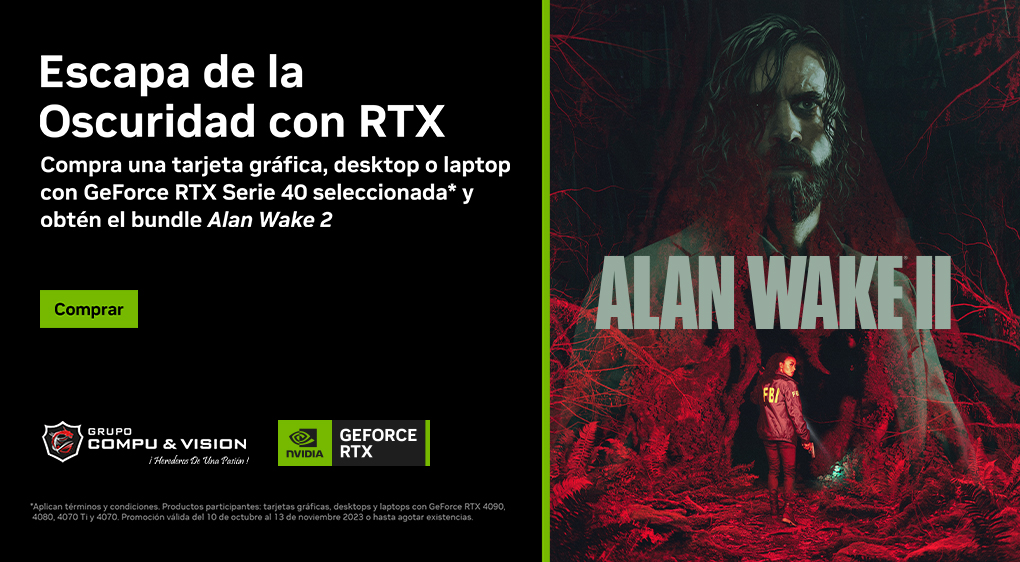 Escapa de la
Oscuridad con RTX
Compra una tarjeta gráfica, desktop o laptop
con GeForce RTX Serie 40 seleccionada* y
obtén el bundle Alan Wake 2
Comprar
GRUPO
COMPU & VISION
¡ Herederos De Una Pasión !
NVIDIA
GEFORCE
RTX
*Aplican términos y condiciones. Productos participantes: tarjetas gráficas, desktops y laptops con GeForce RTX 4090,
4080, 4070 Ti y 4070. Promoción válida del 10 de octubre al 13 de noviembre 2023 o hasta agotar existencias.
ALAN WAKE II
FBI